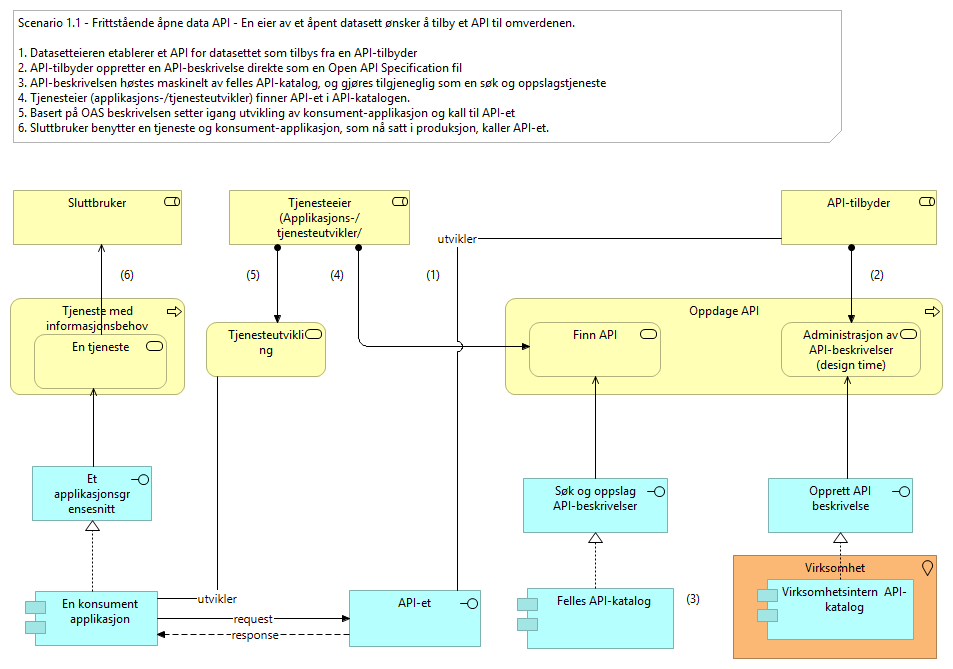 Scenario 1.1 - Frittstående åpne data API - En eier av et åpent datasett ønsker å tilby et API til omverdenen.
1. Datasetteieren etablerer et API for datasettet som tilbys fra en API-tilbyder
2. API-tilbyder oppretter en API-beskrivelse direkte som en Open API Specification fil
3. API-beskrivelsen høstes maskinelt av felles API-katalog, og gjøres tilgjeneglig som en søk og oppslagstjeneste
4. Tjenesteier (applikasjons-/tjenesteutvikler) finner API-et i API-katalogen.
5. Basert på OAS beskrivelsen setter igang utvikling av konsument-applikasjon og kall til API-et
6. Sluttbruker benytter en tjeneste og konsument-applikasjon, som nå satt i produksjon, kaller API-et.
Sluttbruker
Tjenesteeier
(Applikasjons-/
tjenesteutvikler/
API-tilbyder
utvikler
(6)
(5)
(4)
(1)
(2)
Tjeneste med
informasjonsbehov
En tjeneste
Tjenesteutvikli
ng
Oppdage API
Finn API
Administrasjon av
API-beskrivelser
(design time)
Et
applikasjonsgr
ensesnitt
Søk og oppslag
API-beskrivelser
Opprett API
beskrivelse
Virksomhet
En konsument
applikasjon
utvikler
request
response
API-et
Felles API-katalog
(3)
Virksomhetsintern API-
katalog